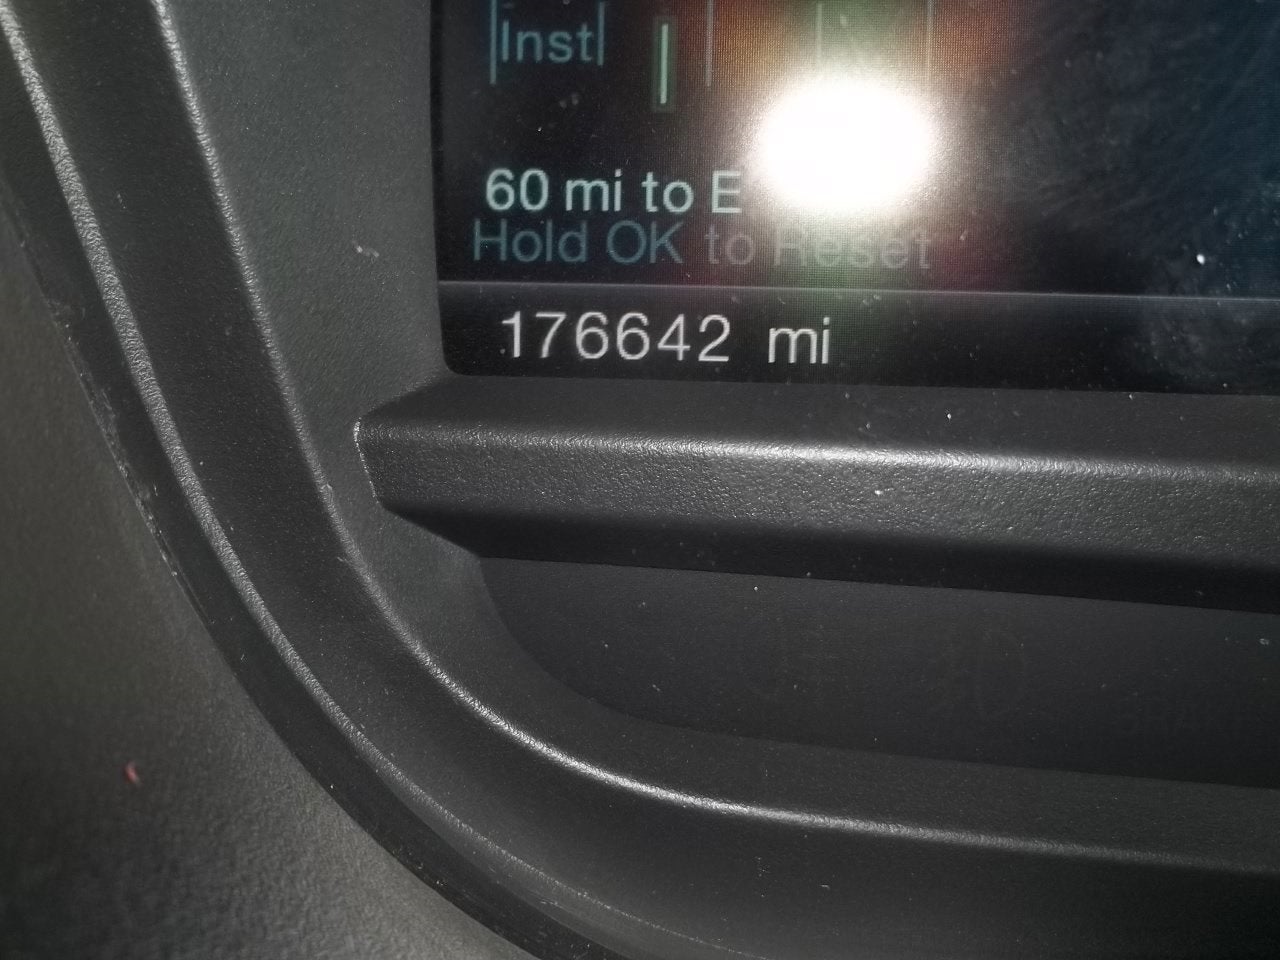 Inst
60 mi to E
Hold OK to Reset
176642 mi